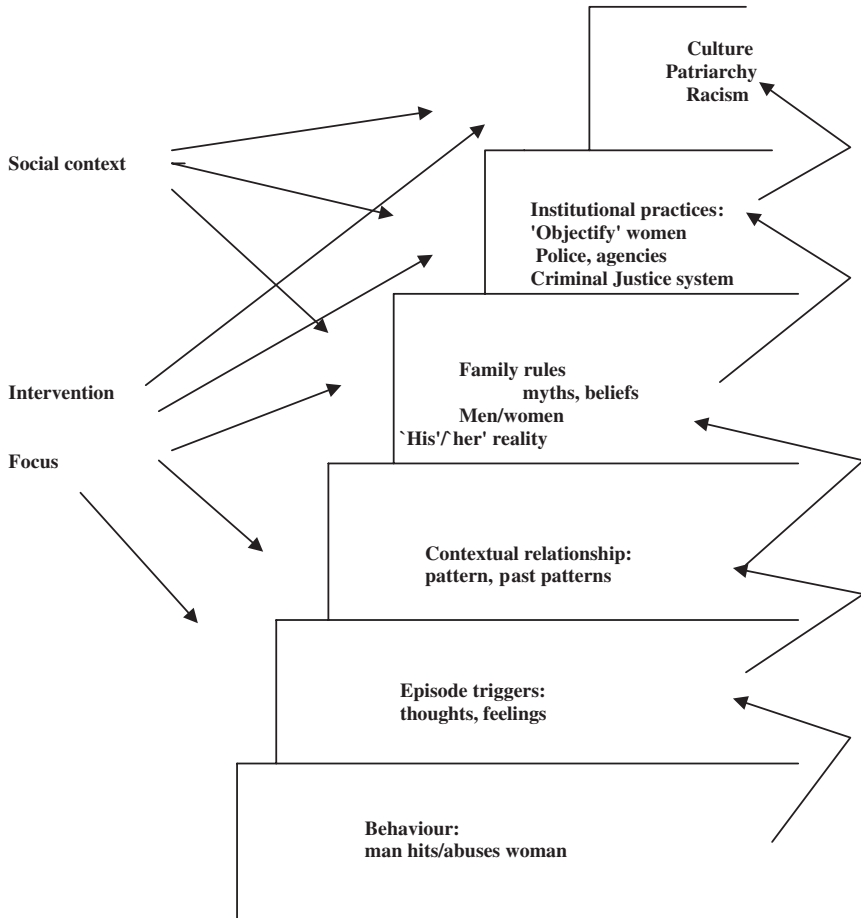 Culture
Patriarchy
Racism
Social context
Institutional practices:
'Objectify' women
Police, agencies
Criminal Justice system
Intervention
Family rules
myths, beliefs
Men/women
`His'/`her' reality
Focus
Contextual relationship:
pattern, past patterns
Episode triggers:
thoughts, feelings
Behaviour:
man hits/abuses woman